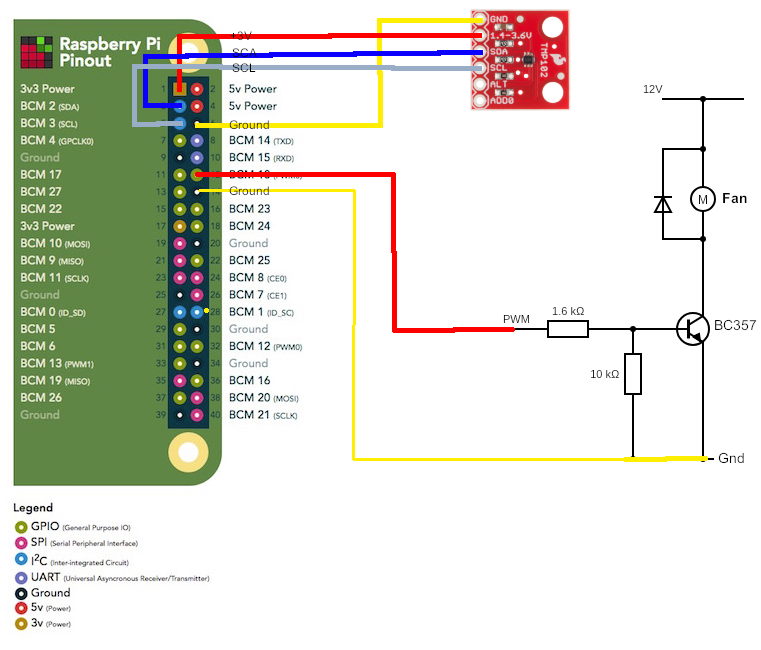 Raspberry Pi
Pinout
+3V
SCA
SCL
3v3 Power 1 2 5v Power
BCM 2 (SDA) 4 5v Power
BCM 3 (SCL) Ground
BCM 4 (GPCLK0) 7 8 BCM 14 (TXD)
Ground 9 10 BCM 15 (RXD)
BCM 17 11 BCM 18 (PWM0)
BCM 27 13 14 Ground
BCM 22 15 16 BCM 23
3v3 Power 17 18 BCM 24
BCM 10 (MOSI) 19 20 Ground
BCM 9 (MISO) 21 22 BCM 25
BCM 11 (SCLK) 23 24 BCM 8 (CE0)
Ground 25 26 BCM 7 (CE1)
BCM 0 (ID_SD) 27 28 BCM 1 (ID_SC)
BCM 5 29 30 Ground
BCM 6 31 32 BCM 12 (PWM0)
BCM 13 (PWM1) 33 34 Ground
BCM 19 (MISO) 35 36 BCM 16
BCM 26 37 38 BCM 20 (MOSI)
Ground 39 40 BCM 21 (SCLK)
GND
1.4-3.6V
SDA
SCL
ALT
ADD0
TMP102
12V
M
Fan
PWM
1.6 kΩ
BC357
10 kΩ
Gnd
Legend
GPIO (General Purpose IO)
SPI (Serial Peripheral Interface)
I2C (Inter-integrated Circuit)
UART (Universal Asyncronous Receiver/Transmitter)
Ground
5v (Power)
3v (Power)